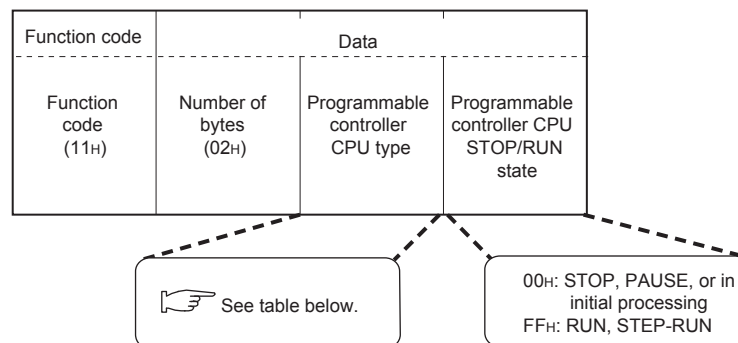 Function code
Data
Function
code
(11H)
Number of
bytes
(02H)
Programmable
controller
CPU type
Programmable
controller CPU
STOP/RUN
state
See table below.
00H: STOP, PAUSE, or in
initial processing
FFH: RUN, STEP-RUN